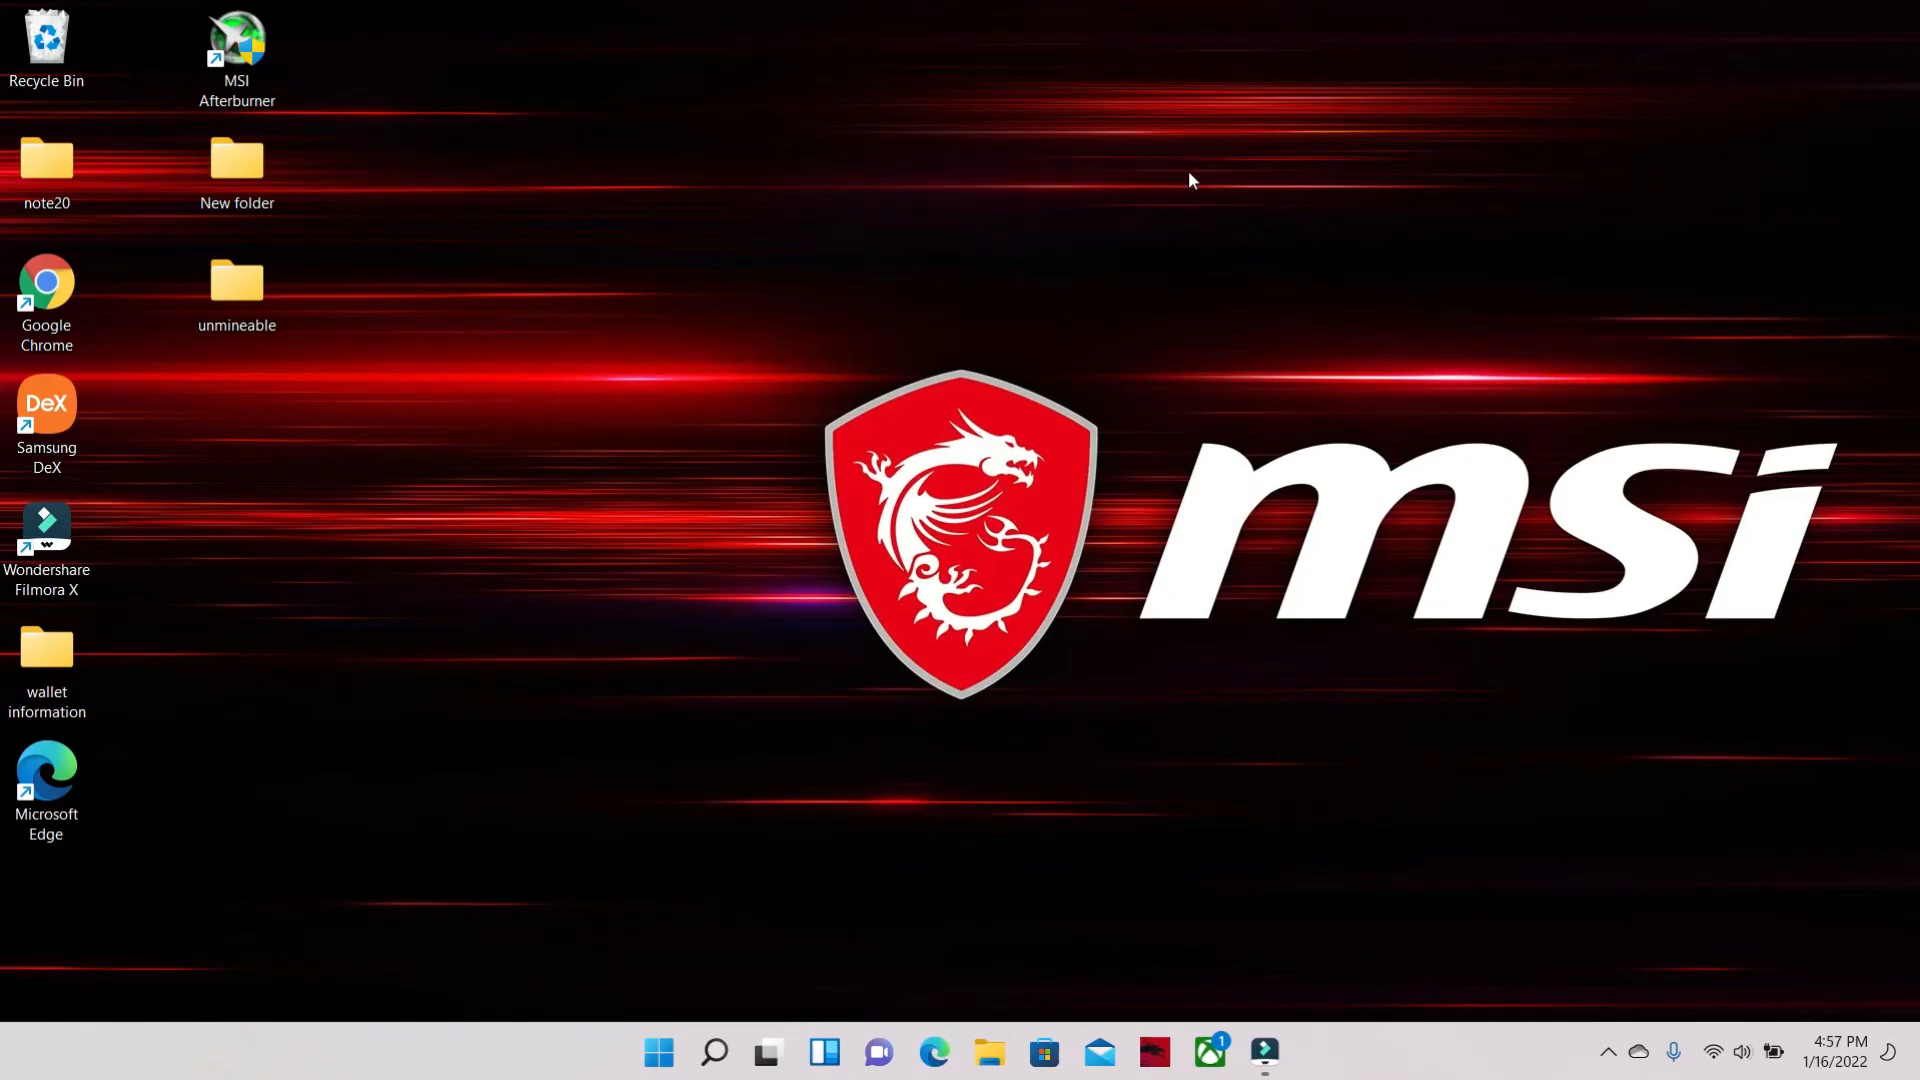 Recycle Bin
MSI
Afterburner
note20
New folder
Google
Chrome
unmineable
DeX
Samsung
DeX
Wondershare
Filmora X
wallet
information
Microsoft
Edge
msi
1
4:57 PM
1/16/2022